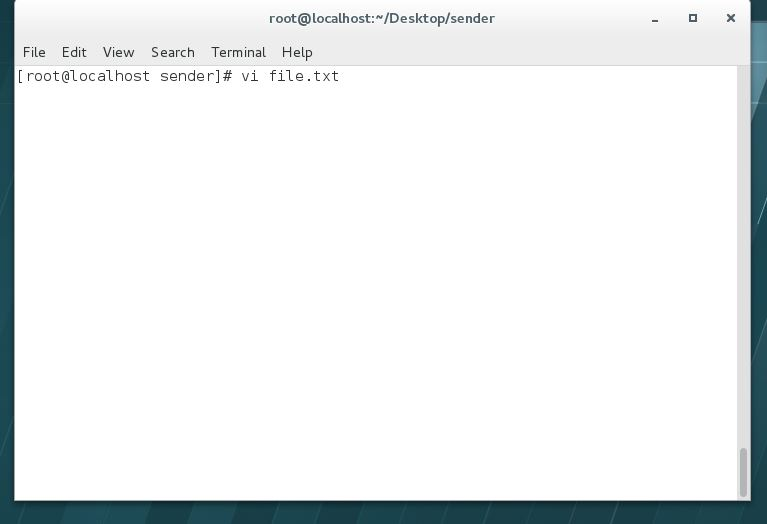 root@localhost:~/Desktop/sender
File Edit View Search Terminal Help
[root@localhost sender]# vi file.txt